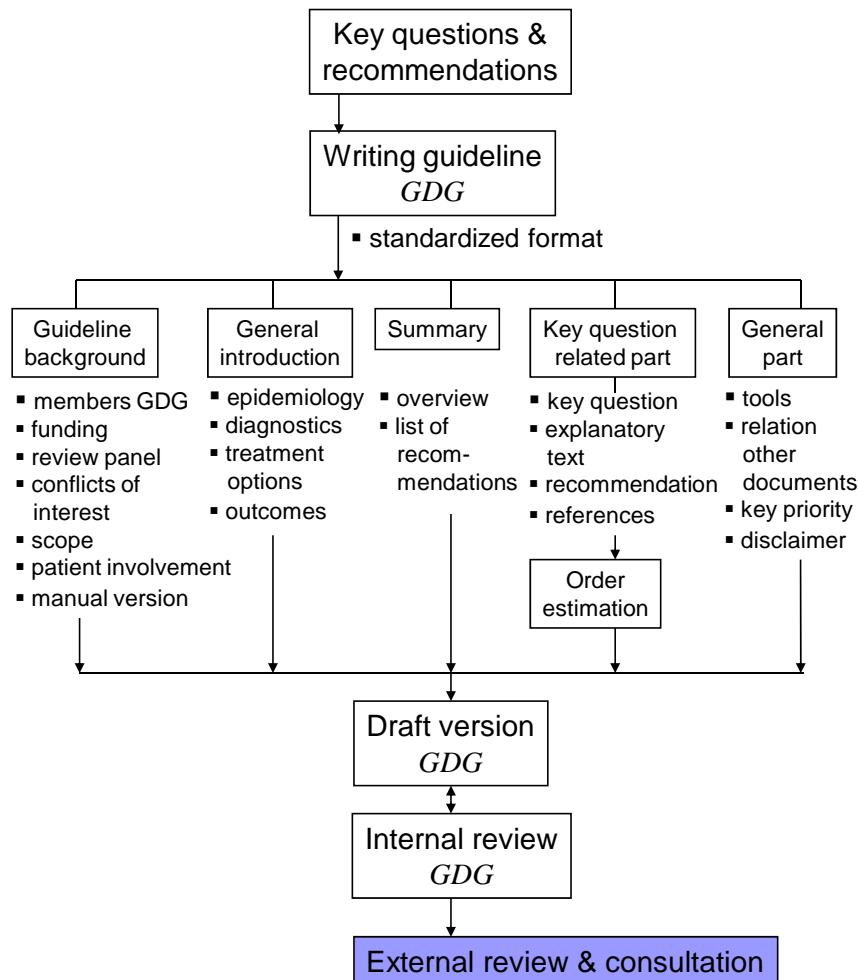 Key questions &
recommendations
Writing guideline
GDG
▪ standardized format
Guideline
background
▪ members GDG
▪ funding
▪ review panel
▪ conflicts of
interest
▪ scope
▪ patient involvement
▪ manual version
General
introduction
▪ epidemiology
▪ diagnostics
▪ treatment
options
▪ outcomes
Summary
▪ overview
▪ list of
recom-
mendations
Key question
related part
▪ key question
▪ explanatory
text
▪ recommendation
▪ references
Order
estimation
General
part
▪ tools
▪ relation
other
documents
▪ key priority
▪ disclaimer
Draft version
GDG
Internal review
GDG
External review & consultation